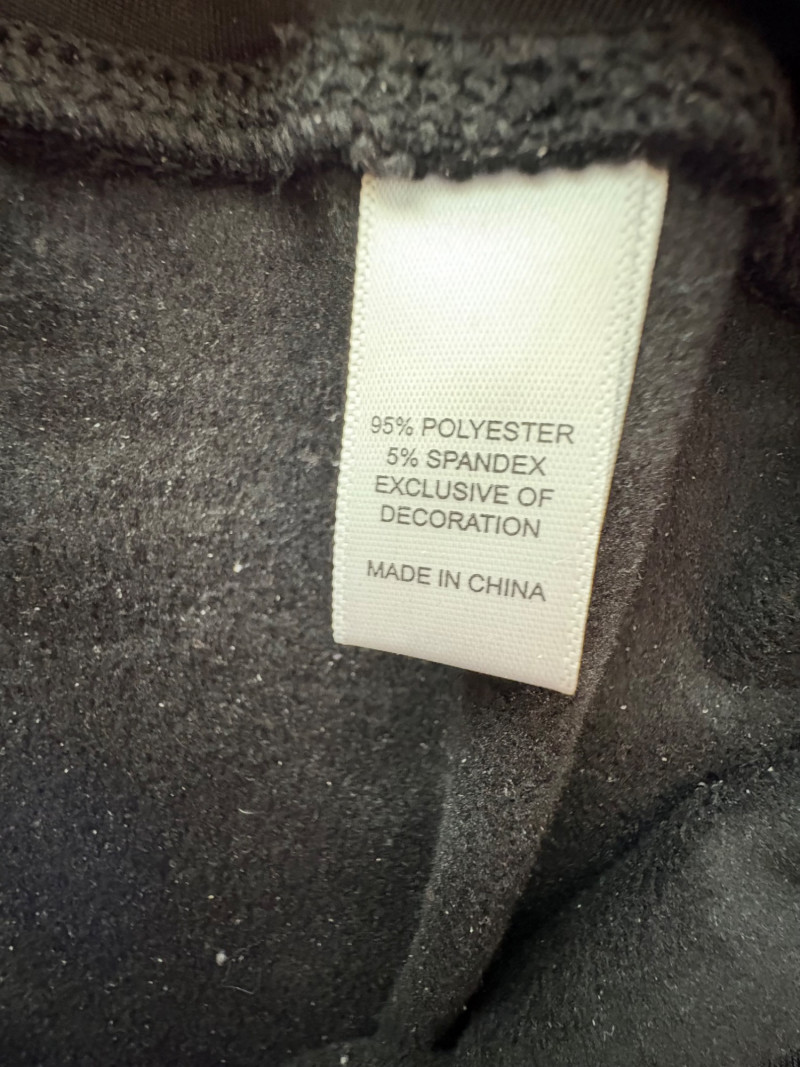 95% POLYESTER
5% SPANDEX
EXCLUSIVE OF
DECORATION
MADE IN CHINA